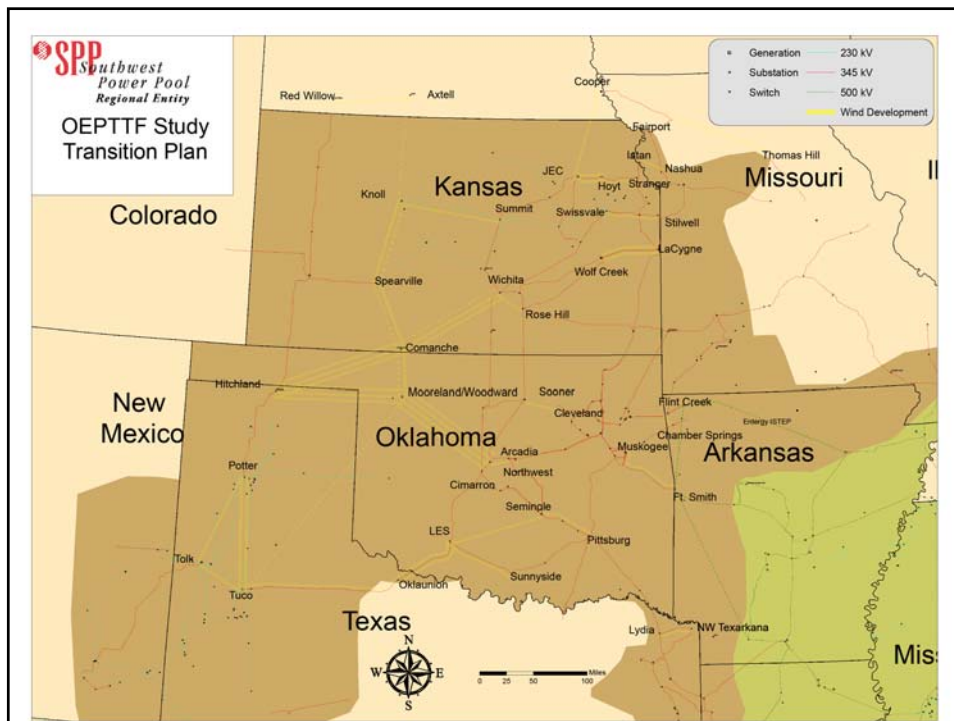 SPP
Southwest
Power Pool
Regional Entity
OEPTTF Study
Transition Plan
Generation
230 kV
Substation
345 kV
Switch
500 kV
Wind Development
Cooper
Red Willow
Axtell
Fairport
Iatan
Nashua
Thomas Hill
JEC
Hoyt
Stranger
Missouri
Il
Kansas
Knoll
Colorado
Summit
Swissvale
Stilwell
LaCygne
Wolf Creek
Spearville
Wichita
Rose Hill
Comanche
Hitchland
Mooreland/Woodward
Sooner
New
Mexico
Cleveland
Flint Creek
Entergy ISTEP
Chamber Springs
Oklahoma
Muskogee
Arkansas
Arcadia
Northwest
Potter
Cimarron
Ft. Smith
Seminole
LES
Pittsburg
Tolk
Oklaunion
Sunnyside
Tuco
Texas
Lydia
NW Texarkana
Miss
N
W
E
S
0 25 50 100
Miles